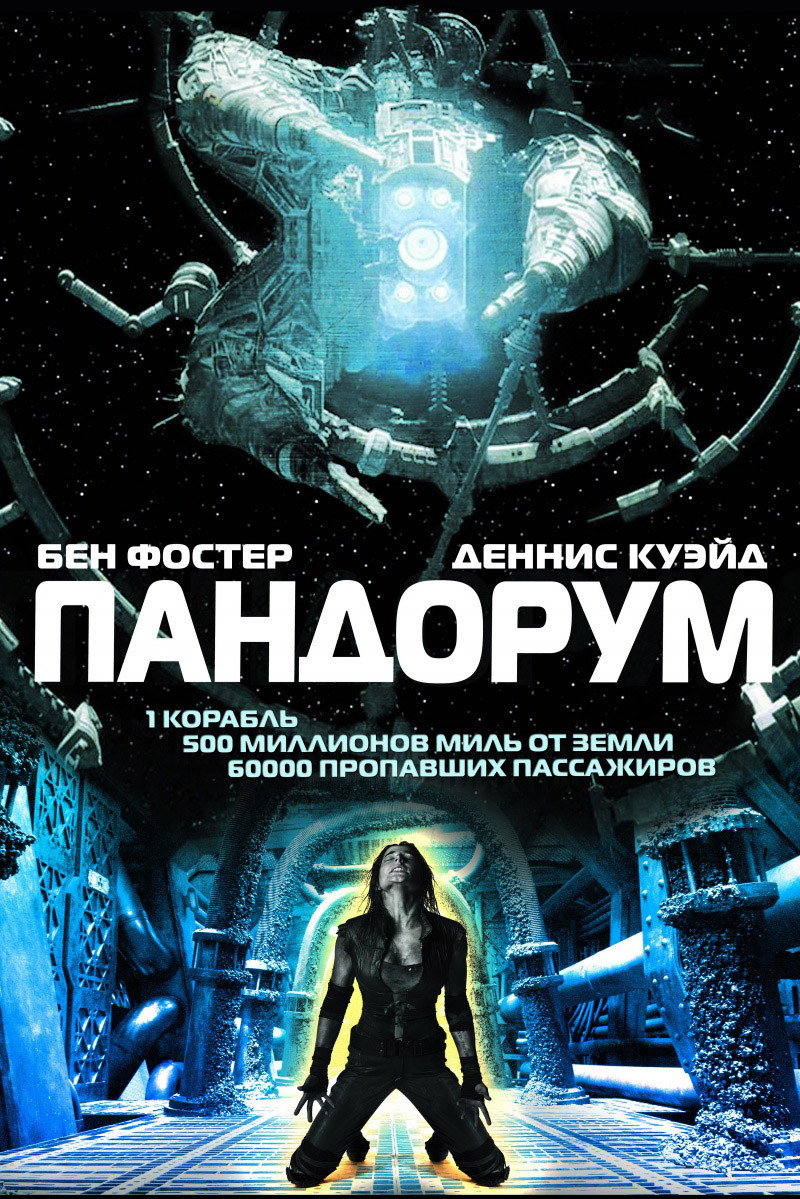 БЕН ФОСТЕР ДЕННИС КУЭЙД
ПАНДОРУМ
1 КОРАБЛЬ
500 МИЛЛИОНОВ МИЛЬ ОТ ЗЕМЛИ
60000 ПРОПАВШИХ ПАССАЖИРОВ